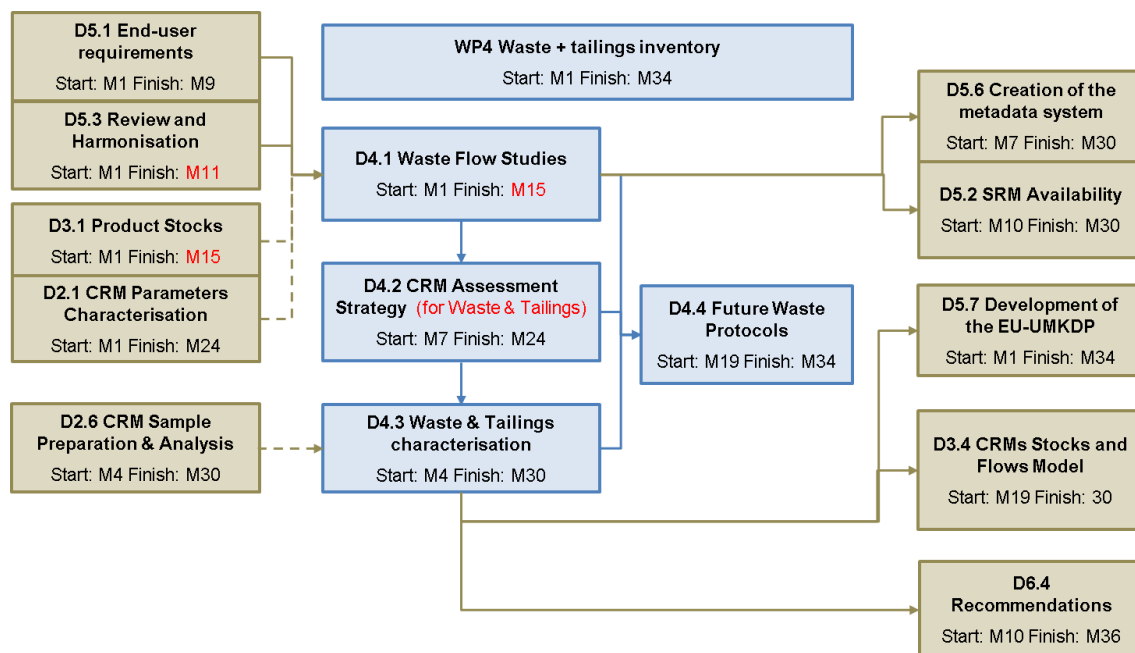 D5.1 End-user
requirements
Start: M1 Finish: M9
D5.3 Review and
Harmonisation
Start: M1 Finish: M11
D3.1 Product Stocks
Start: M1 Finish: M15
D2.1 CRM Parameters
Characterisation
Start: M1 Finish: M24
D2.6 CRM Sample
Preparation & Analysis
Start: M4 Finish: M30
WP4 Waste + tailings inventory
Start: M1 Finish: M34
D4.1 Waste Flow Studies
Start: M1 Finish: M15
D4.2 CRM Assessment
Strategy (for Waste & Tailings)
Start: M7 Finish: M24
D4.3 Waste & Tailings
characterisation
Start: M4 Finish: M30
D4.4 Future Waste
Protocols
Start: M19 Finish: M34
D5.6 Creation of the
metadata system
Start: M7 Finish: M30
D5.2 SRM Availability
Start: M10 Finish: M30
D5.7 Development of
the EU-UMKDP
Start: M1 Finish: M34
D3.4 CRMs Stocks and
Flows Model
Start: M19 Finish: 30
D6.4
Recommendations
Start: M10 Finish: M36